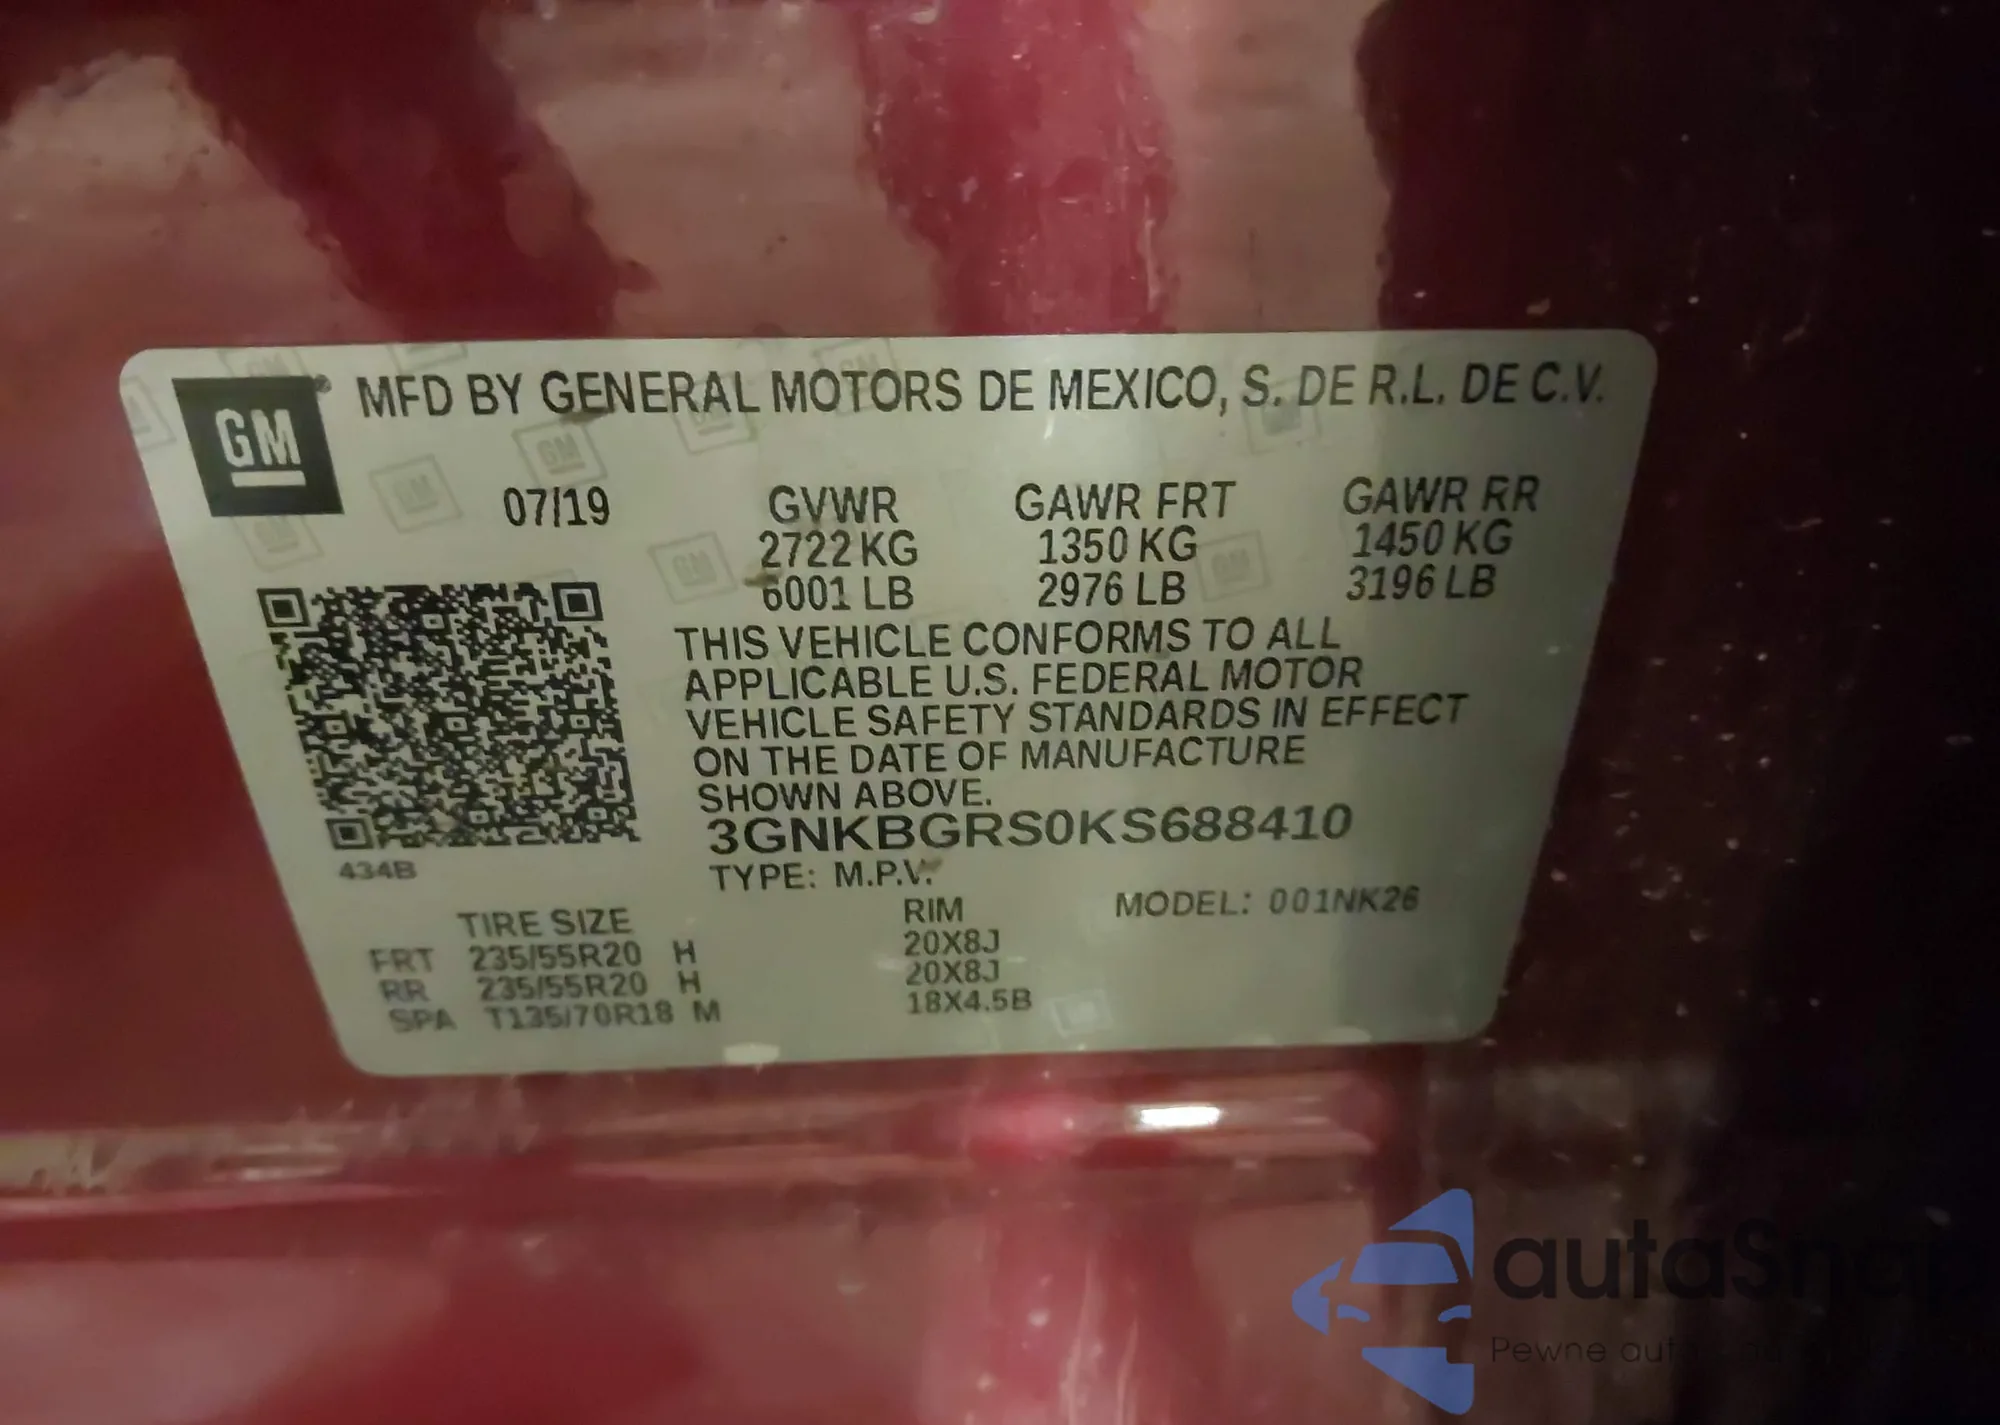 GM MFD BY GENERAL MOTORS DE MEXICO, S. DE R.L. DE C.V.
07/19 GVWR GAWR FRT GAWR RR
2722 KG 1350 KG 1450 KG
6001 LB 2976 LB 3196 LB
THIS VEHICLE CONFORMS TO ALL
APPLICABLE U.S. FEDERAL MOTOR
VEHICLE SAFETY STANDARDS IN EFFECT
ON THE DATE OF MANUFACTURE
SHOWN ABOVE.
3GNKBGRS0KS688410
434B
TYPE: M.P.V.
MODEL: 001NK26
TIRE SIZE RIM
FRT 235/55R20 H 20X8J
RR 235/55R20 H 20X8J
SPA T135/70R18 M 18X4.5B
autaSnap
Pewne